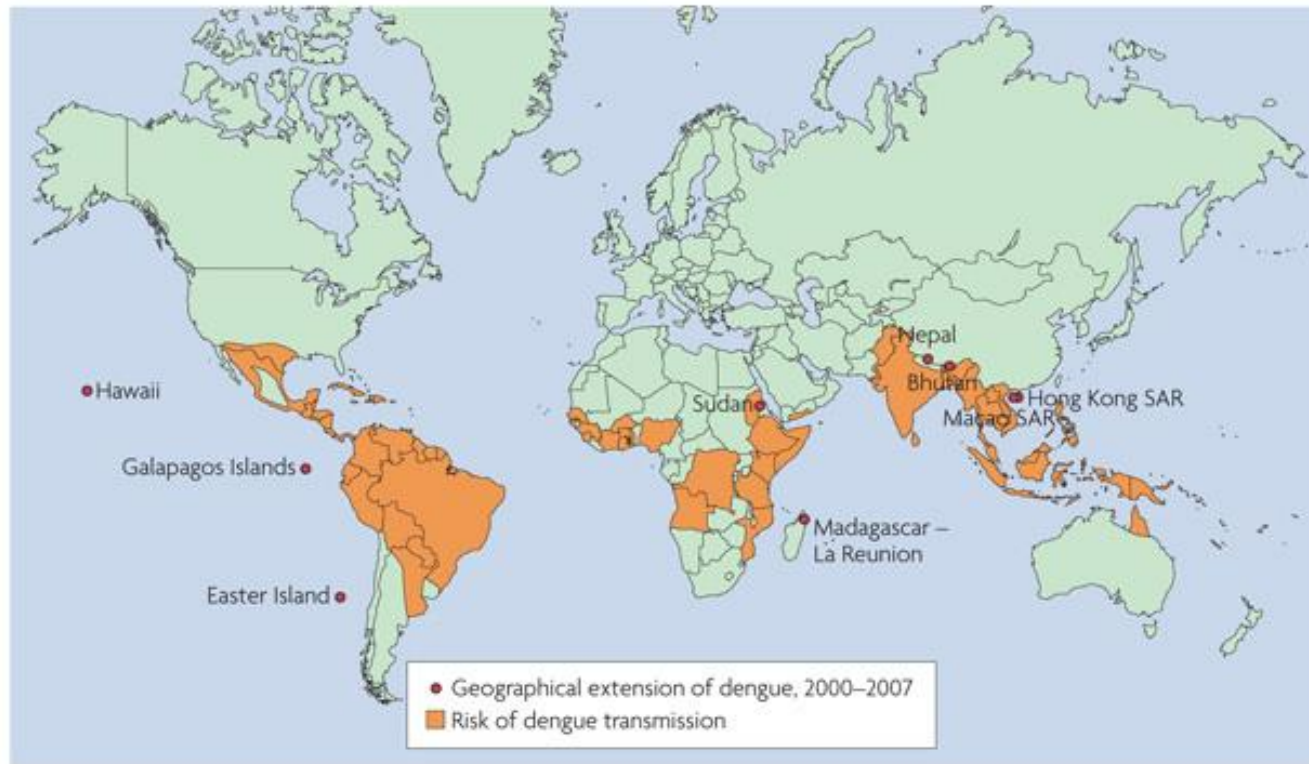 Nepal
Hawaii
Bhutan
Sudan
Hong Kong SAR
Macao SAR
Galapagos Islands
Madagascar –
La Reunion
Easter Island
Geographical extension of dengue, 2000–2007
Risk of dengue transmission